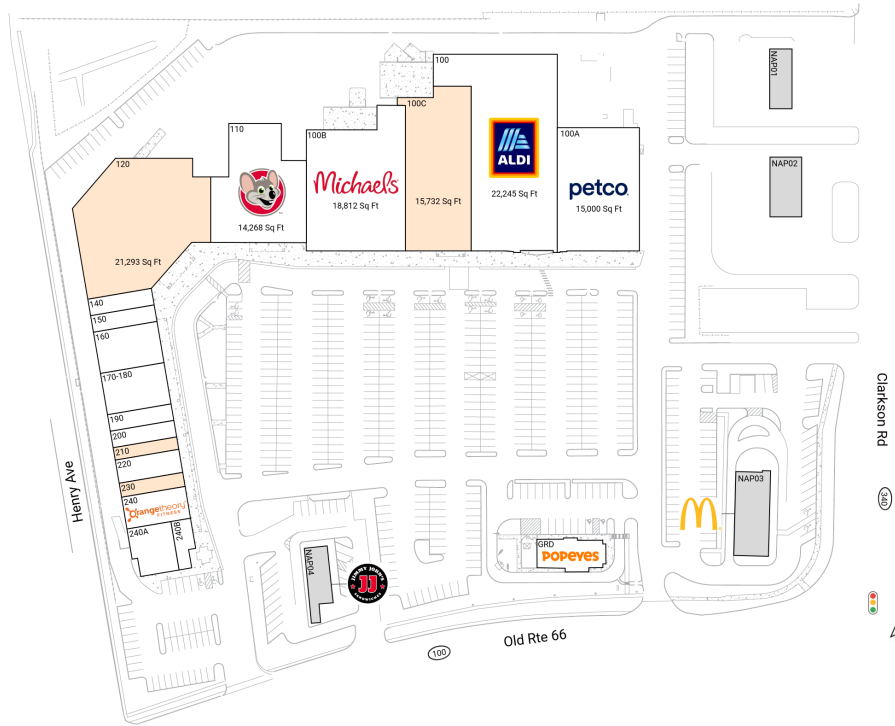 100
NAP01
100C
110
100B
100A
ALDI
120
NAP02
Michaels
petco
18,812 Sq Ft
15,732 Sq Ft
22,245 Sq Ft
15,000 Sq Ft
14,268 Sq Ft
21,293 Sq Ft
140
150
160
170-180
190
200
210
220
230
240
Orangetheory
FITNESS
240A
240B
Henry Ave
Clarkson Rd
340
NAP03
NAP04
JIMMY JOHN'S
JJ
SANDWICHES
GRD
POPEYES
Old Rte 66
100